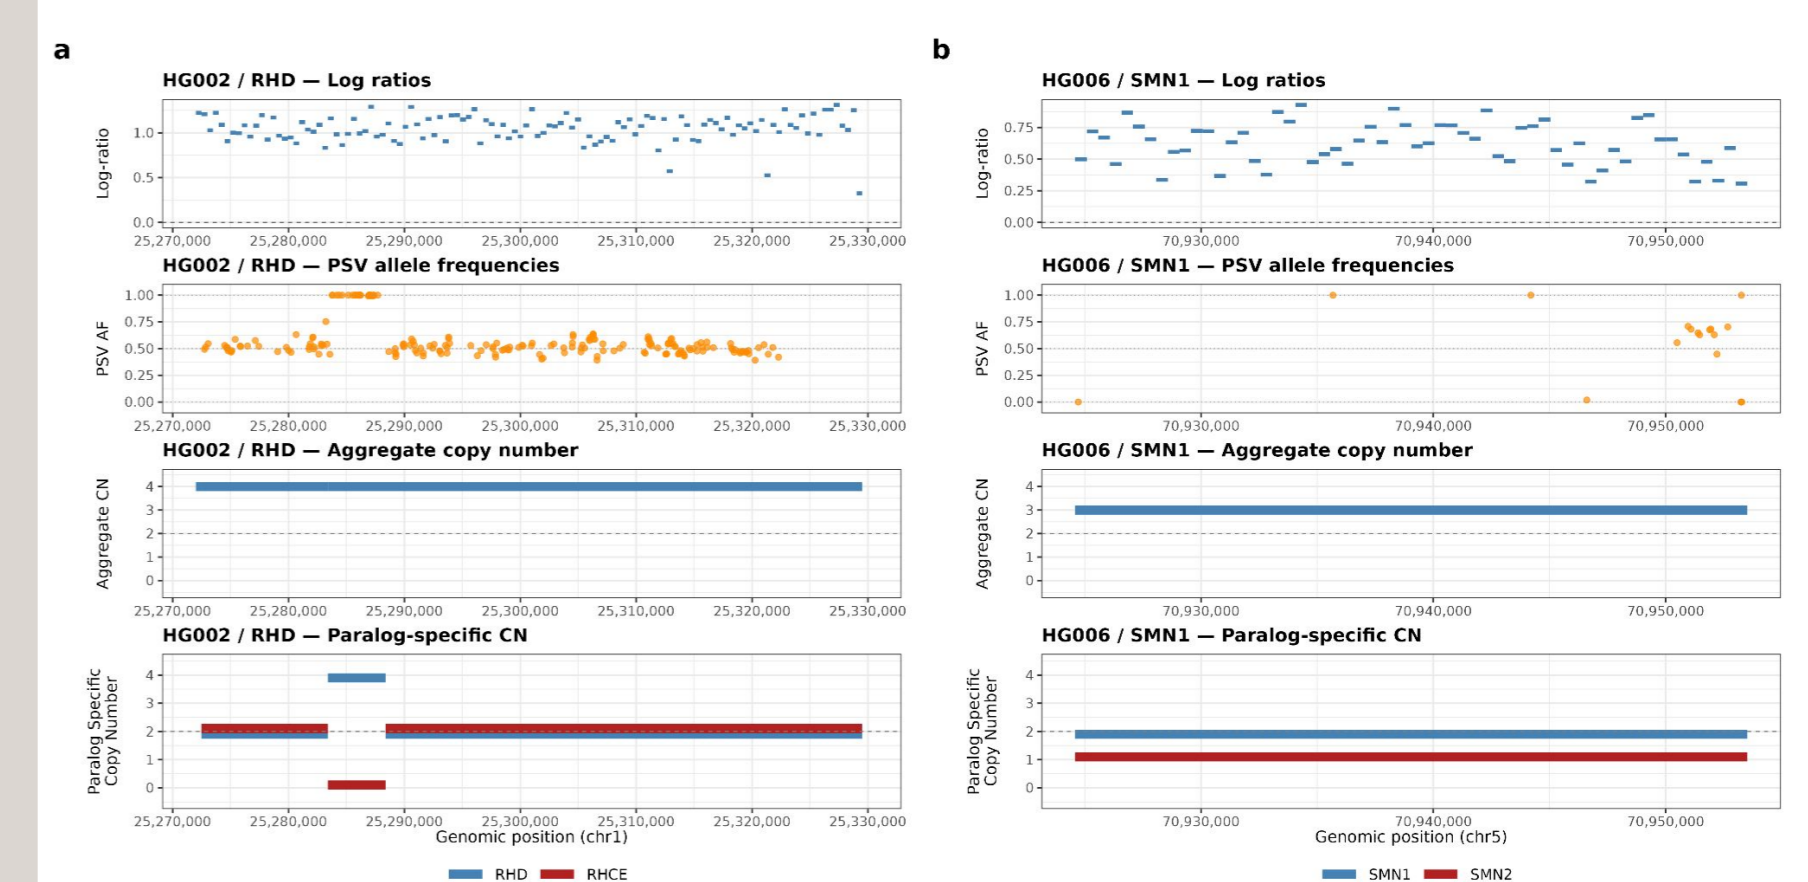 a
HG002 / RHD — Log ratios
Log-ratio
1.0
0.5
0.0
25,270,000 25,280,000 25,290,000 25,300,000 25,310,000 25,320,000 25,330,000
HG002 / RHD — PSV allele frequencies
PSV AF
1.00
0.75
0.50
0.25
0.00
25,270,000 25,280,000 25,290,000 25,300,000 25,310,000 25,320,000 25,330,000
HG002 / RHD — Aggregate copy number
Aggregate CN
4
3
2
1
0
25,270,000 25,280,000 25,290,000 25,300,000 25,310,000 25,320,000 25,330,000
HG002 / RHD — Paralog-specific CN
Paralog Specific
Copy Number
4
3
2
1
0
25,270,000 25,280,000 25,290,000 25,300,000 25,310,000 25,320,000 25,330,000
Genomic position (chr1)
RHD RHCE
b
HG006 / SMN1 — Log ratios
Log-ratio
0.75
0.50
0.25
0.00
70,930,000 70,940,000 70,950,000
HG006 / SMN1 — PSV allele frequencies
PSV AF
1.00
0.75
0.50
0.25
0.00
70,930,000 70,940,000 70,950,000
HG006 / SMN1 — Aggregate copy number
Aggregate CN
4
3
2
1
0
70,930,000 70,940,000 70,950,000
HG006 / SMN1 — Paralog-specific CN
Paralog Specific
Copy Number
4
3
2
1
0
70,930,000 70,940,000 70,950,000
Genomic position (chr5)
SMN1 SMN2